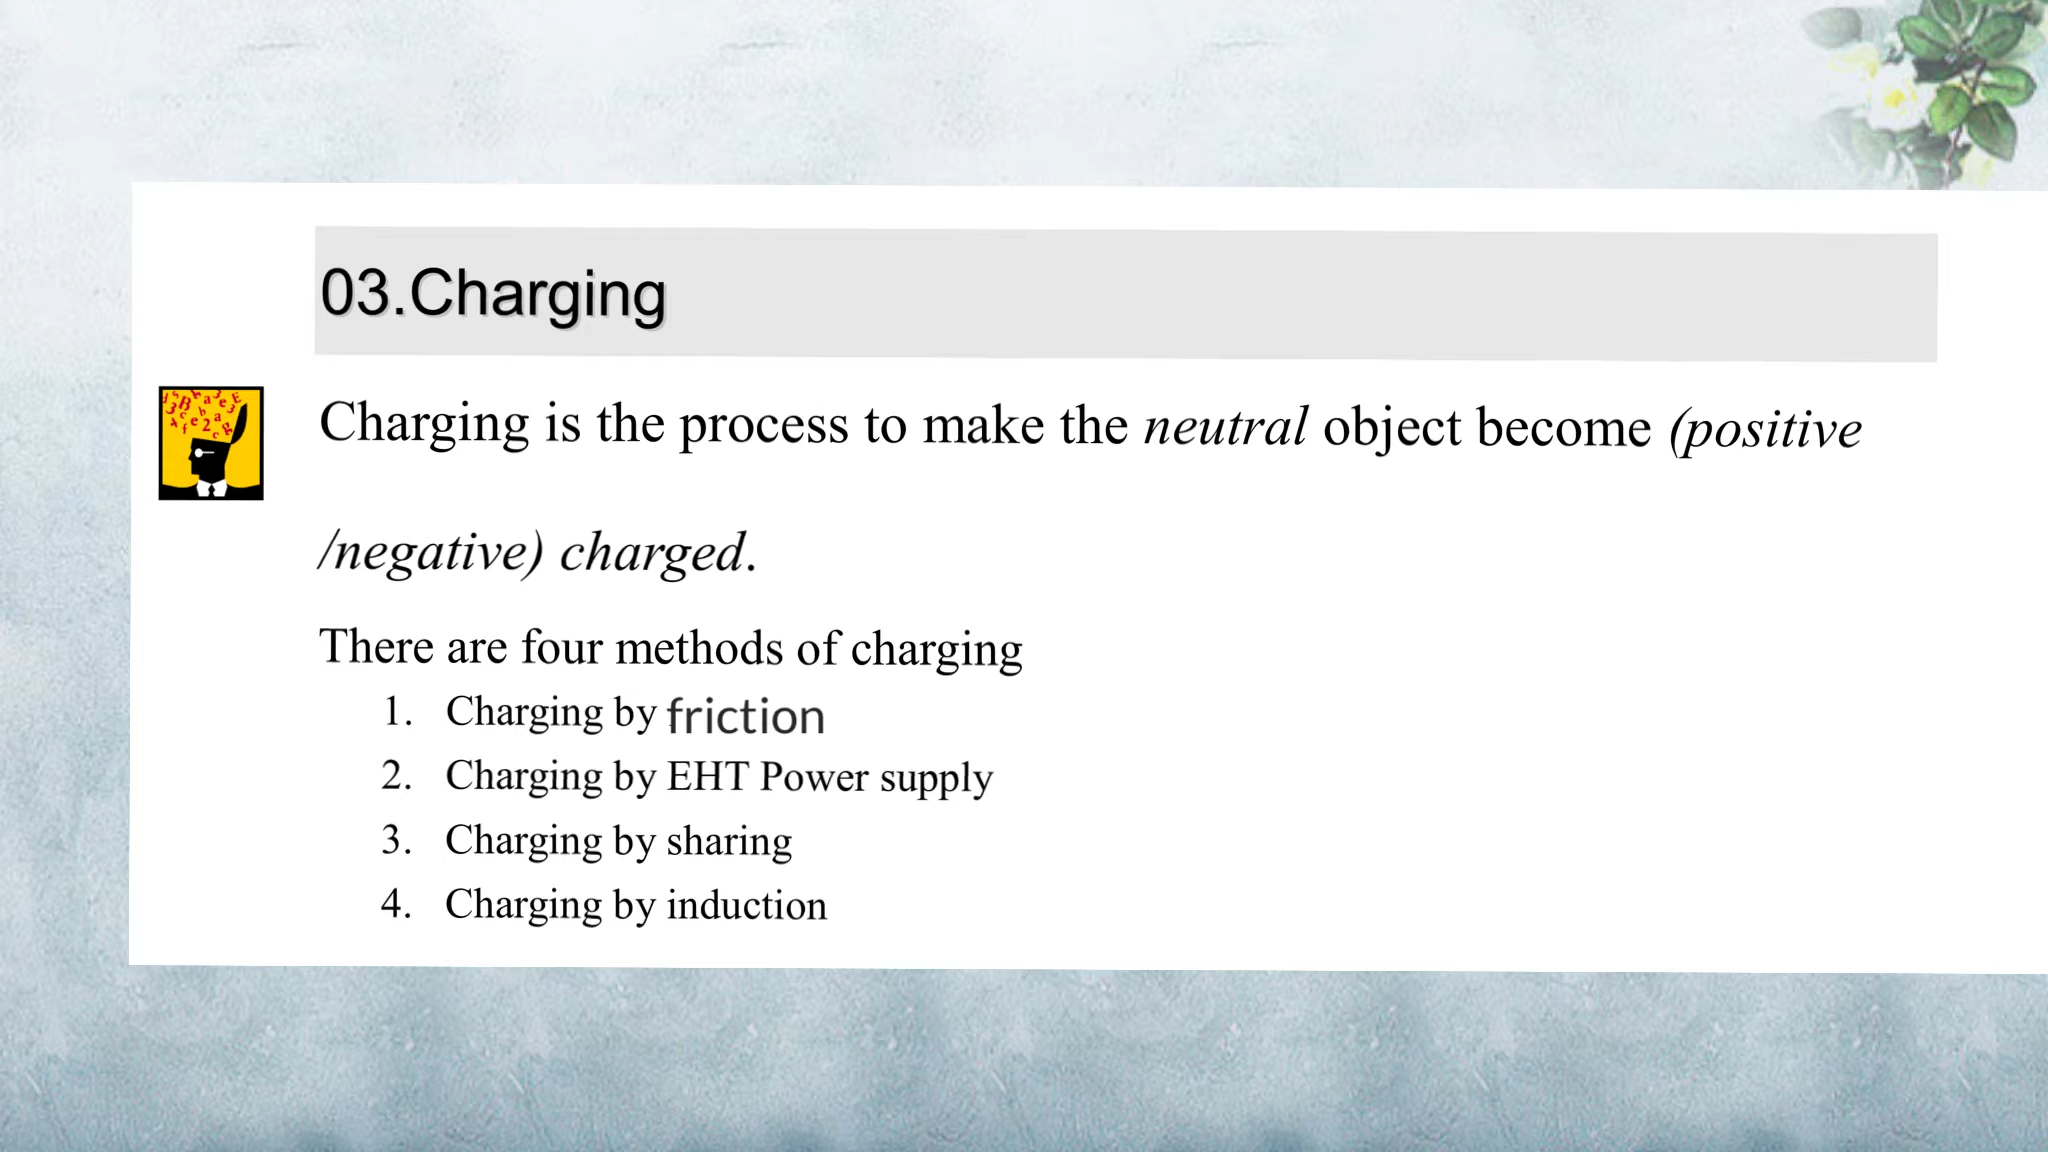 03.Charging
Charging is the process to make the neutral object become (positive
/negative) charged.
There are four methods of charging
1. Charging by friction
2. Charging by EHT Power supply
3. Charging by sharing
4. Charging by induction